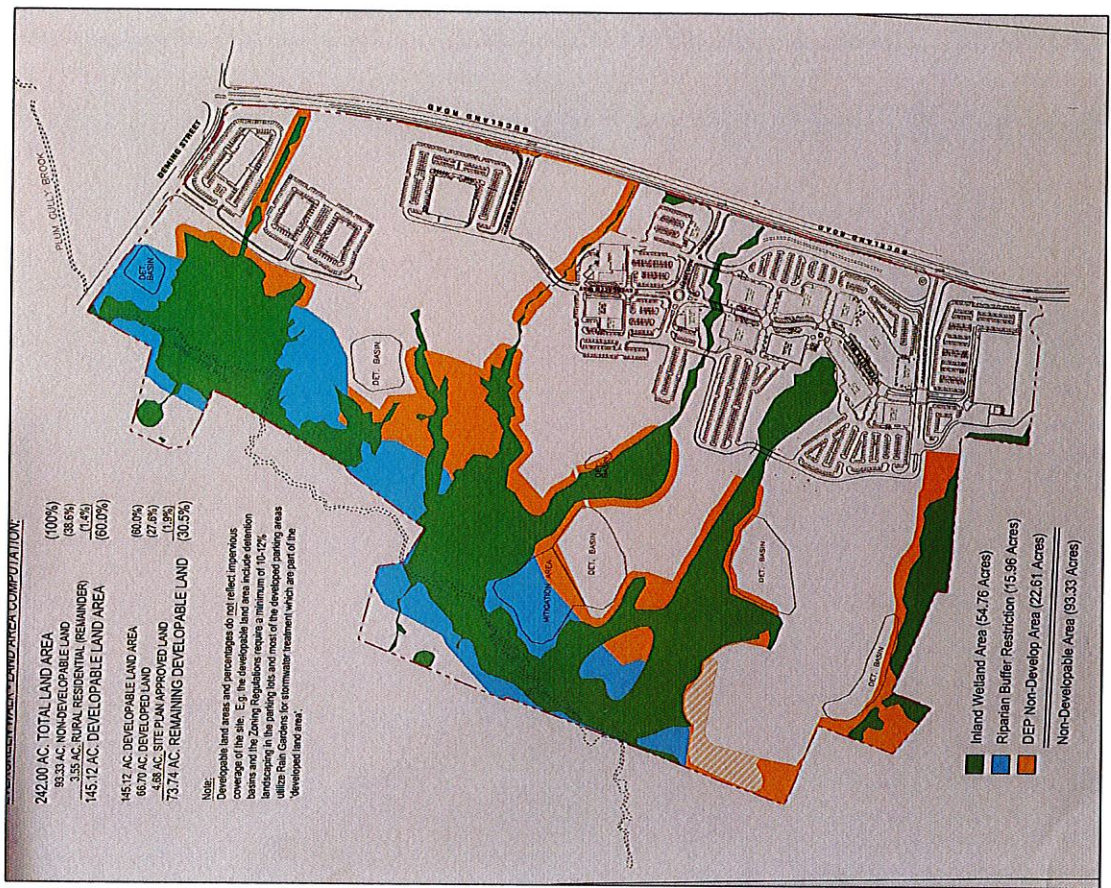 EVERGREEN WALK - LAND AREA COMPUTATION:
242.00 AC. TOTAL LAND AREA (100%)
93.33 AC. NON-DEVELOPABLE LAND (38.6%)
3.55 AC. RURAL RESIDENTIAL (REMAINDER) (1.4%)
145.12 AC. DEVELOPABLE LAND AREA (60.0%)
145.12 AC. DEVELOPABLE LAND AREA (60.0%)
66.70 AC. DEVELOPED LAND (27.6%)
4.68 AC. SITE PLAN APPROVED LAND (1.9%)
73.74 AC. REMAINING DEVELOPABLE LAND (30.5%)
Note:
Developable land areas and percentages do not reflect impervious
coverage of the site. E.g. the developable land area include detention
basins and the Zoning Regulations require a minimum of 10-12%
landscaping in the parking lots and most of the developed parking areas
utilize Rain Gardens for stormwater treatment which are part of the
'developed land area'.
PLUM GULLY BROOK
DEMING STREET
BUCKLAND ROAD
BUCKLAND ROAD
DET. BASIN
DET. BASIN
DET. BASIN
MITIGATION AREA
DET. BASIN
DET. BASIN
DET. BASIN
Inland Wetland Area (54.76 Acres)
Riparian Buffer Restriction (15.96 Acres)
DEP Non-Develop Area (22.61 Acres)
Non-Developable Area (93.33 Acres)